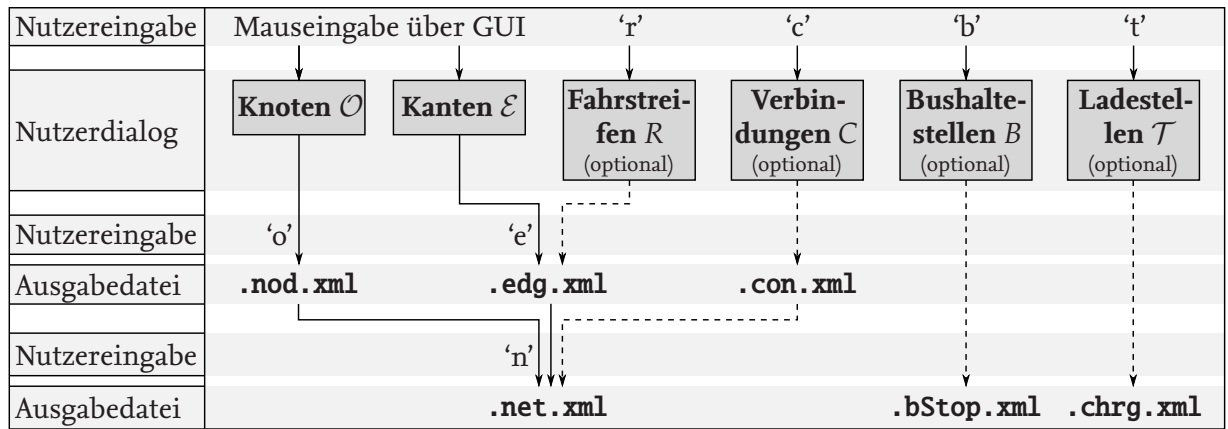 Nutzereingabe Mauseingabe über GUI ‘r’ ‘c’ ‘b’ ‘t’
Nutzerdialog
Knoten O
Kanten E
Fahrstrei-
fen R
(optional)
Verbin-
dungen C
(optional)
Bushalte-
stellen B
(optional)
Ladestel-
len T
(optional)
Nutzereingabe ‘o’ ‘e’
Ausgabedatei .nod.xml .edg.xml .con.xml
Nutzereingabe ‘n’
Ausgabedatei .net.xml .bStop.xml .chrg.xml